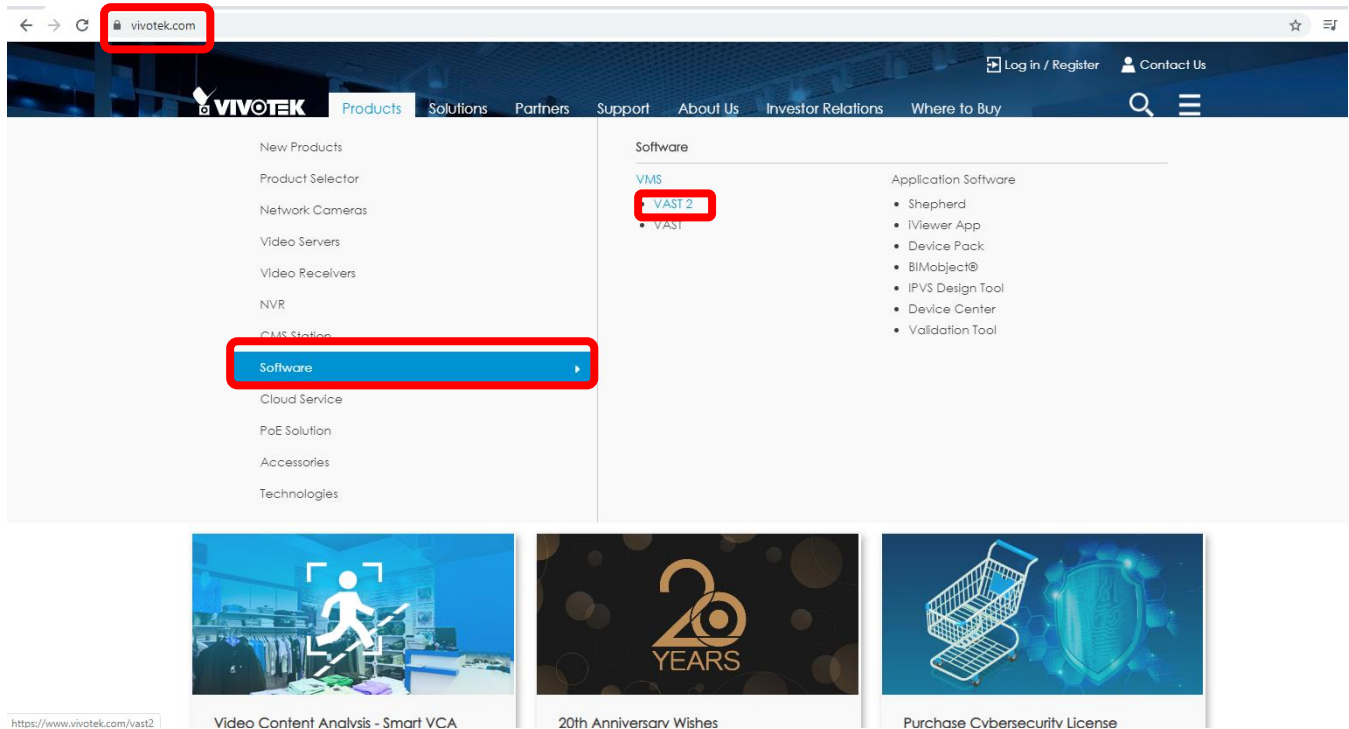 vivotek.com
Log in / Register Contact Us
VIVOTEK Products Solutions Partners Support About Us Investor Relations Where to Buy
New Products
Product Selector
Network Cameras
Video Servers
Video Receivers
NVR
CMS Station
Software
Cloud Service
PoE Solution
Accessories
Technologies
Software
VMS
• VAST 2
• VAST
Application Software
• Shepherd
• iViewer App
• Device Pack
• BIMobject®
• IPVS Design Tool
• Device Center
• Validation Tool
20
YEARS
Video Content Analysis - Smart VCA
20th Anniversary Wishes
Purchase Cybersecurity License
https://www.vivotek.com/vast2